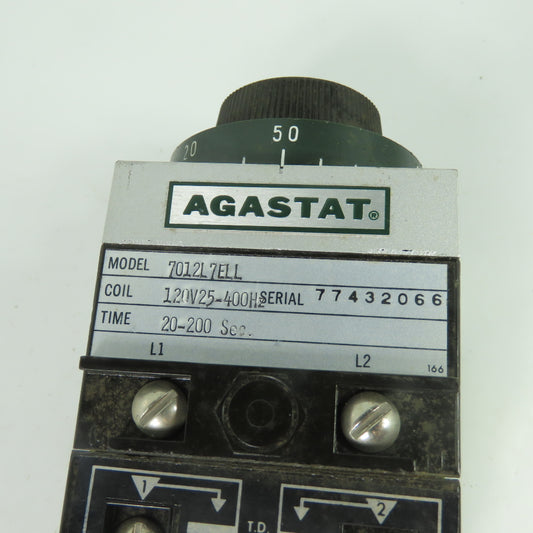 20 50
AGASTAT®
MODEL 7012L7ELL
COIL 120V25-400HZ SERIAL 77432066
TIME 20-200 Sec.
L1 L2 166
1 2
T.D.